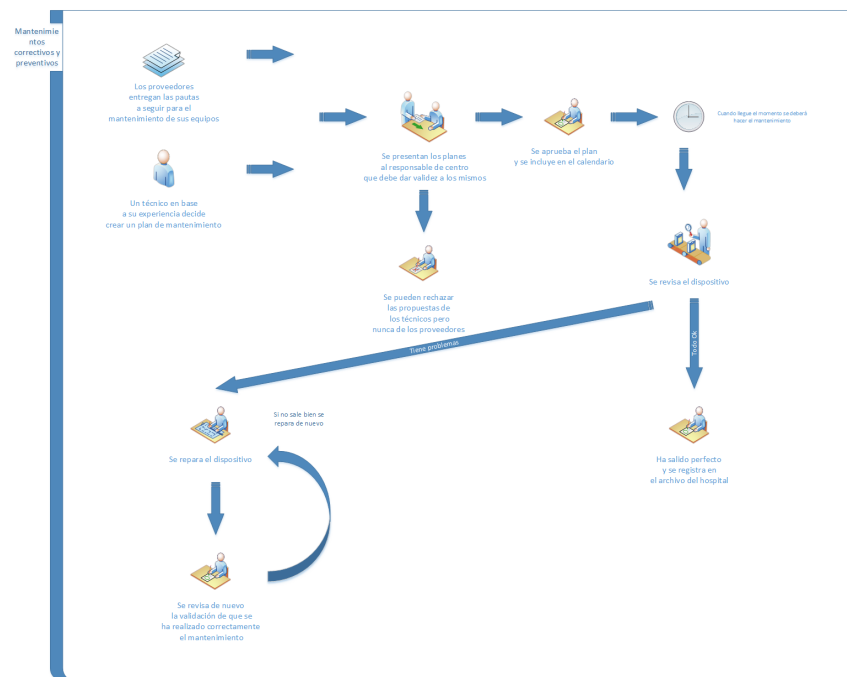 Mantenimie
ntos
correctivos y
preventivos
Los proveedores
entregan las pautas
a seguir para el
mantenimiento de sus equipos
Un técnico en base
a su experiencia decide
crear un plan de mantenimiento
Se presentan los planes
al responsable de centro
que debe dar validez a los mismos
Se aprueba el plan
y se incluye en el calendario
Cuando llegue el momento se deberá
hacer el mantenimiento
Se pueden rechazar
las propuestas de
los técnicos pero
nunca de los proveedores
Se revisa el dispositivo
Tiene problemas
Todo Ok
Se repara el dispositivo
Si no sale bien se
repara de nuevo
Ha salido perfecto
y se registra en
el archivo del hospital
Se revisa de nuevo
la validación de que se
ha realizado correctamente
el mantenimiento